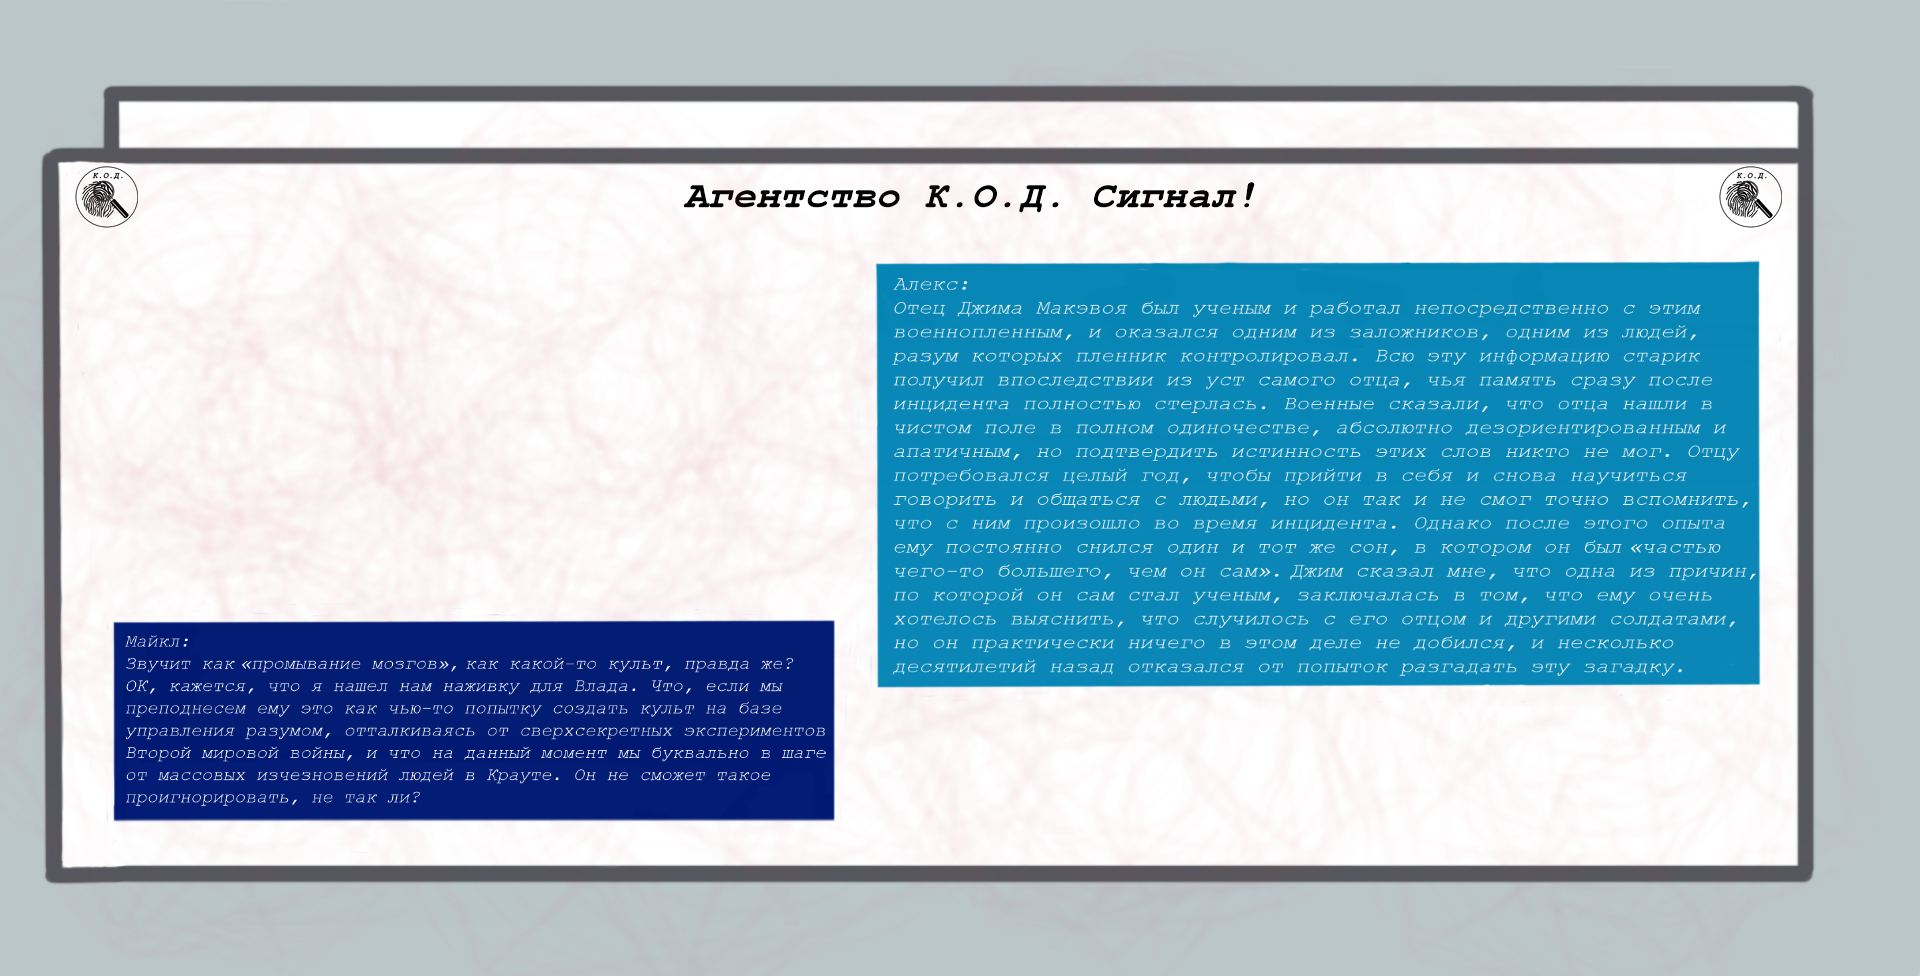 К.О.Д.
Агентство К.О.Д. Сигнал!
К.О.Д.
Алекс:
Отец Джима Макэвоя был ученым и работал непосредственно с этим
военнопленным, и оказался одним из заложников, одним из людей,
разум которых пленник контролировал. Всю эту информацию старик
получил впоследствии из уст самого отца, чья память сразу после
инцидента полностью стерлась. Военные сказали, что отца нашли в
чистом поле в полном одиночестве, абсолютно дезориентированным и
апатичным, но подтвердить истинность этих слов никто не мог. Отцу
потребовался целый год, чтобы прийти в себя и снова научиться
говорить и общаться с людьми, но он так и не смог точно вспомнить,
что с ним произошло во время инцидента. Однако после этого опыта
ему постоянно снился один и тот же сон, в котором он был «частью
чего-то большего, чем он сам». Джим сказал мне, что одна из причин,
по которой он сам стал ученым, заключалась в том, что ему очень
хотелось выяснить, что случилось с его отцом и другими солдатами,
но он практически ничего в этом деле не добился, и несколько
десятилетий назад отказался от попыток разгадать эту загадку.
Майкл:
Звучит как «промывание мозгов», как какой-то культ, правда же?
ОК, кажется, что я нашел нам наживку для Влада. Что, если мы
преподнесем ему это как чью-то попытку создать культ на базе
управления разумом, отталкиваясь от сверхсекретных экспериментов
Второй мировой войны, и что на данный момент мы буквально в шаге
от массовых изчезновений людей в Крауте. Он не сможет такое
проигнорировать, не так ли?